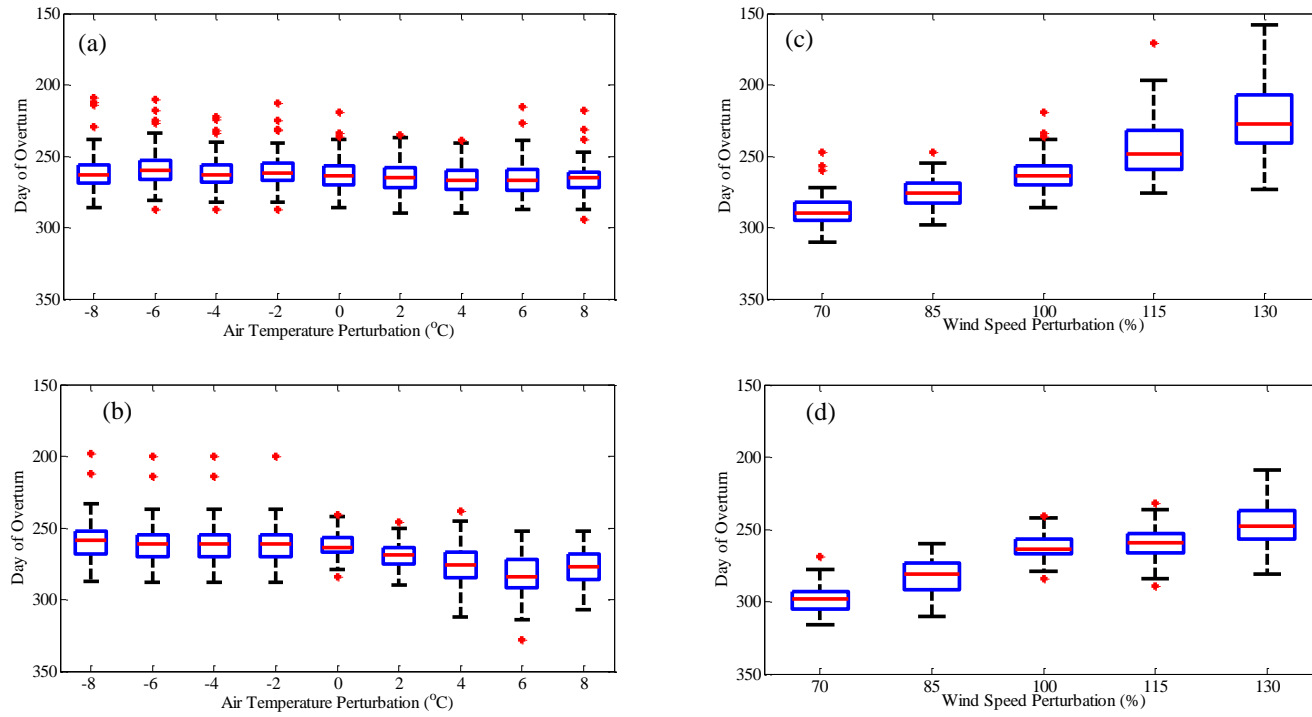 (a)
Day of Overturn
150
200
250
300
350
-8 -6 -4 -2 0 2 4 6 8
Air Temperature Perturbation (°C)
(c)
Day of Overturn
150
200
250
300
350
70 85 100 115 130
Wind Speed Perturbation (%)
(b)
Day of Overturn
150
200
250
300
350
-8 -6 -4 -2 0 2 4 6 8
Air Temperature Perturbation (°C)
(d)
Day of Overturn
150
200
250
300
350
70 85 100 115 130
Wind Speed Perturbation (%)